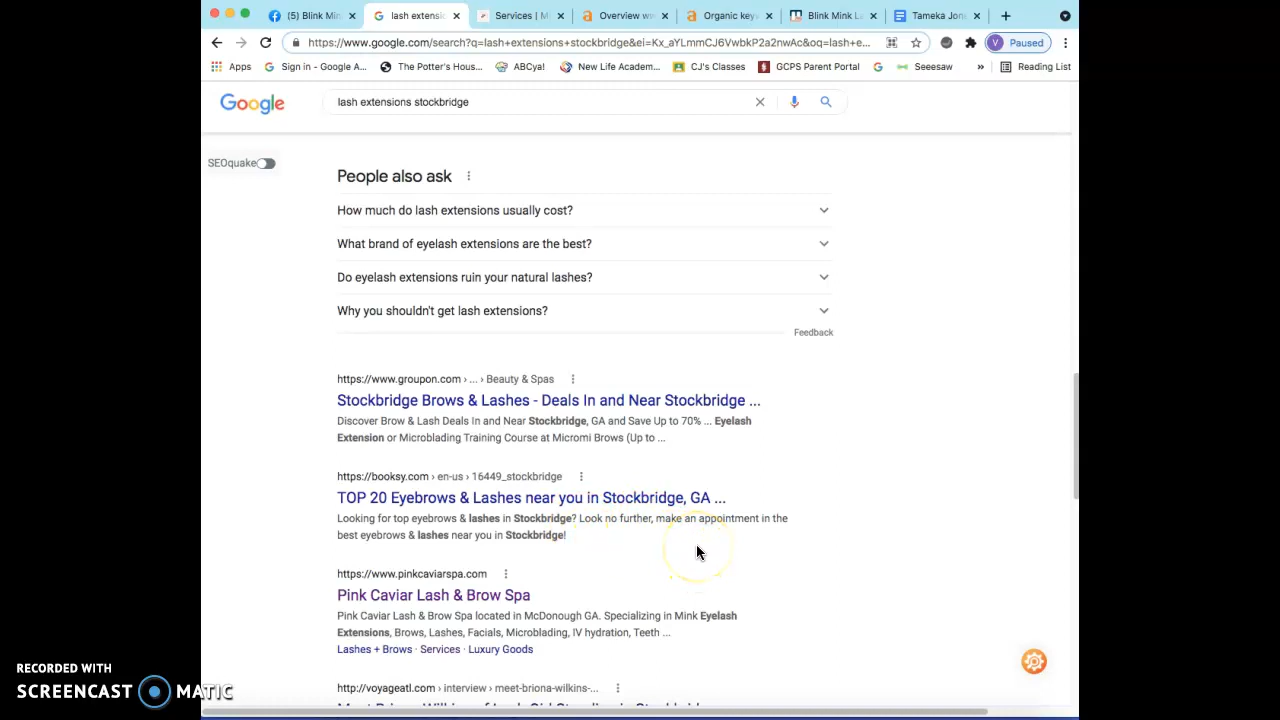 (5) Blink Min
lash extensic
Services | M
Overview ww
Organic key
Blink Mink La
Tameka Jon
https://www.google.com/search?q=lash+extensions+stockbridge&ei=Kx_aYLmmCJ6VwbkP2a2nwAc&oq=lash+e...
V Paused
Apps
Sign in - Google A...
The Potter's Hous...
ABCya!
New Life Academ...
CJ's Classes
GCPS Parent Portal
Seeesaw
»
Reading List
Google
lash extensions stockbridge
SEOquake
People also ask
How much do lash extensions usually cost?
What brand of eyelash extensions are the best?
Do eyelash extensions ruin your natural lashes?
Why you shouldn't get lash extensions?
Feedback
https://www.groupon.com › ... › Beauty & Spas
Stockbridge Brows & Lashes - Deals In and Near Stockbridge ...
Discover Brow & Lash Deals In and Near Stockbridge, GA and Save Up to 70% ... Eyelash
Extension or Microblading Training Course at Micromi Brows (Up to ...
https://booksy.com › en-us › 16449_stockbridge
TOP 20 Eyebrows & Lashes near you in Stockbridge, GA ...
Looking for top eyebrows & lashes in Stockbridge? Look no further, make an appointment in the
best eyebrows & lashes near you in Stockbridge!
https://www.pinkcaviarspa.com
Pink Caviar Lash & Brow Spa
Pink Caviar Lash & Brow Spa located in McDonough GA. Specializing in Mink Eyelash
Extensions, Brows, Lashes, Facials, Microblading, IV hydration, Teeth ...
Lashes + Brows · Services · Luxury Goods
http://voyageatl.com › interview › meet-briona-wilkins-...
RECORDED WITH
SCREENCAST MATIC